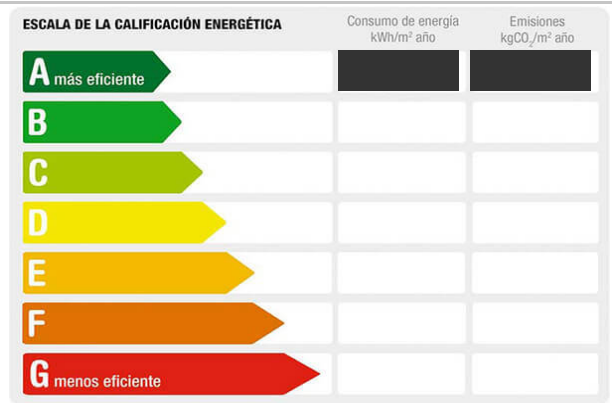 ESCALA DE LA CALIFICACIÓN ENERGÉTICA
Consumo de energía
kWh/m² año
Emisiones
kgCO₂/m² año
A más eficiente
B
C
D
E
F
G menos eficiente